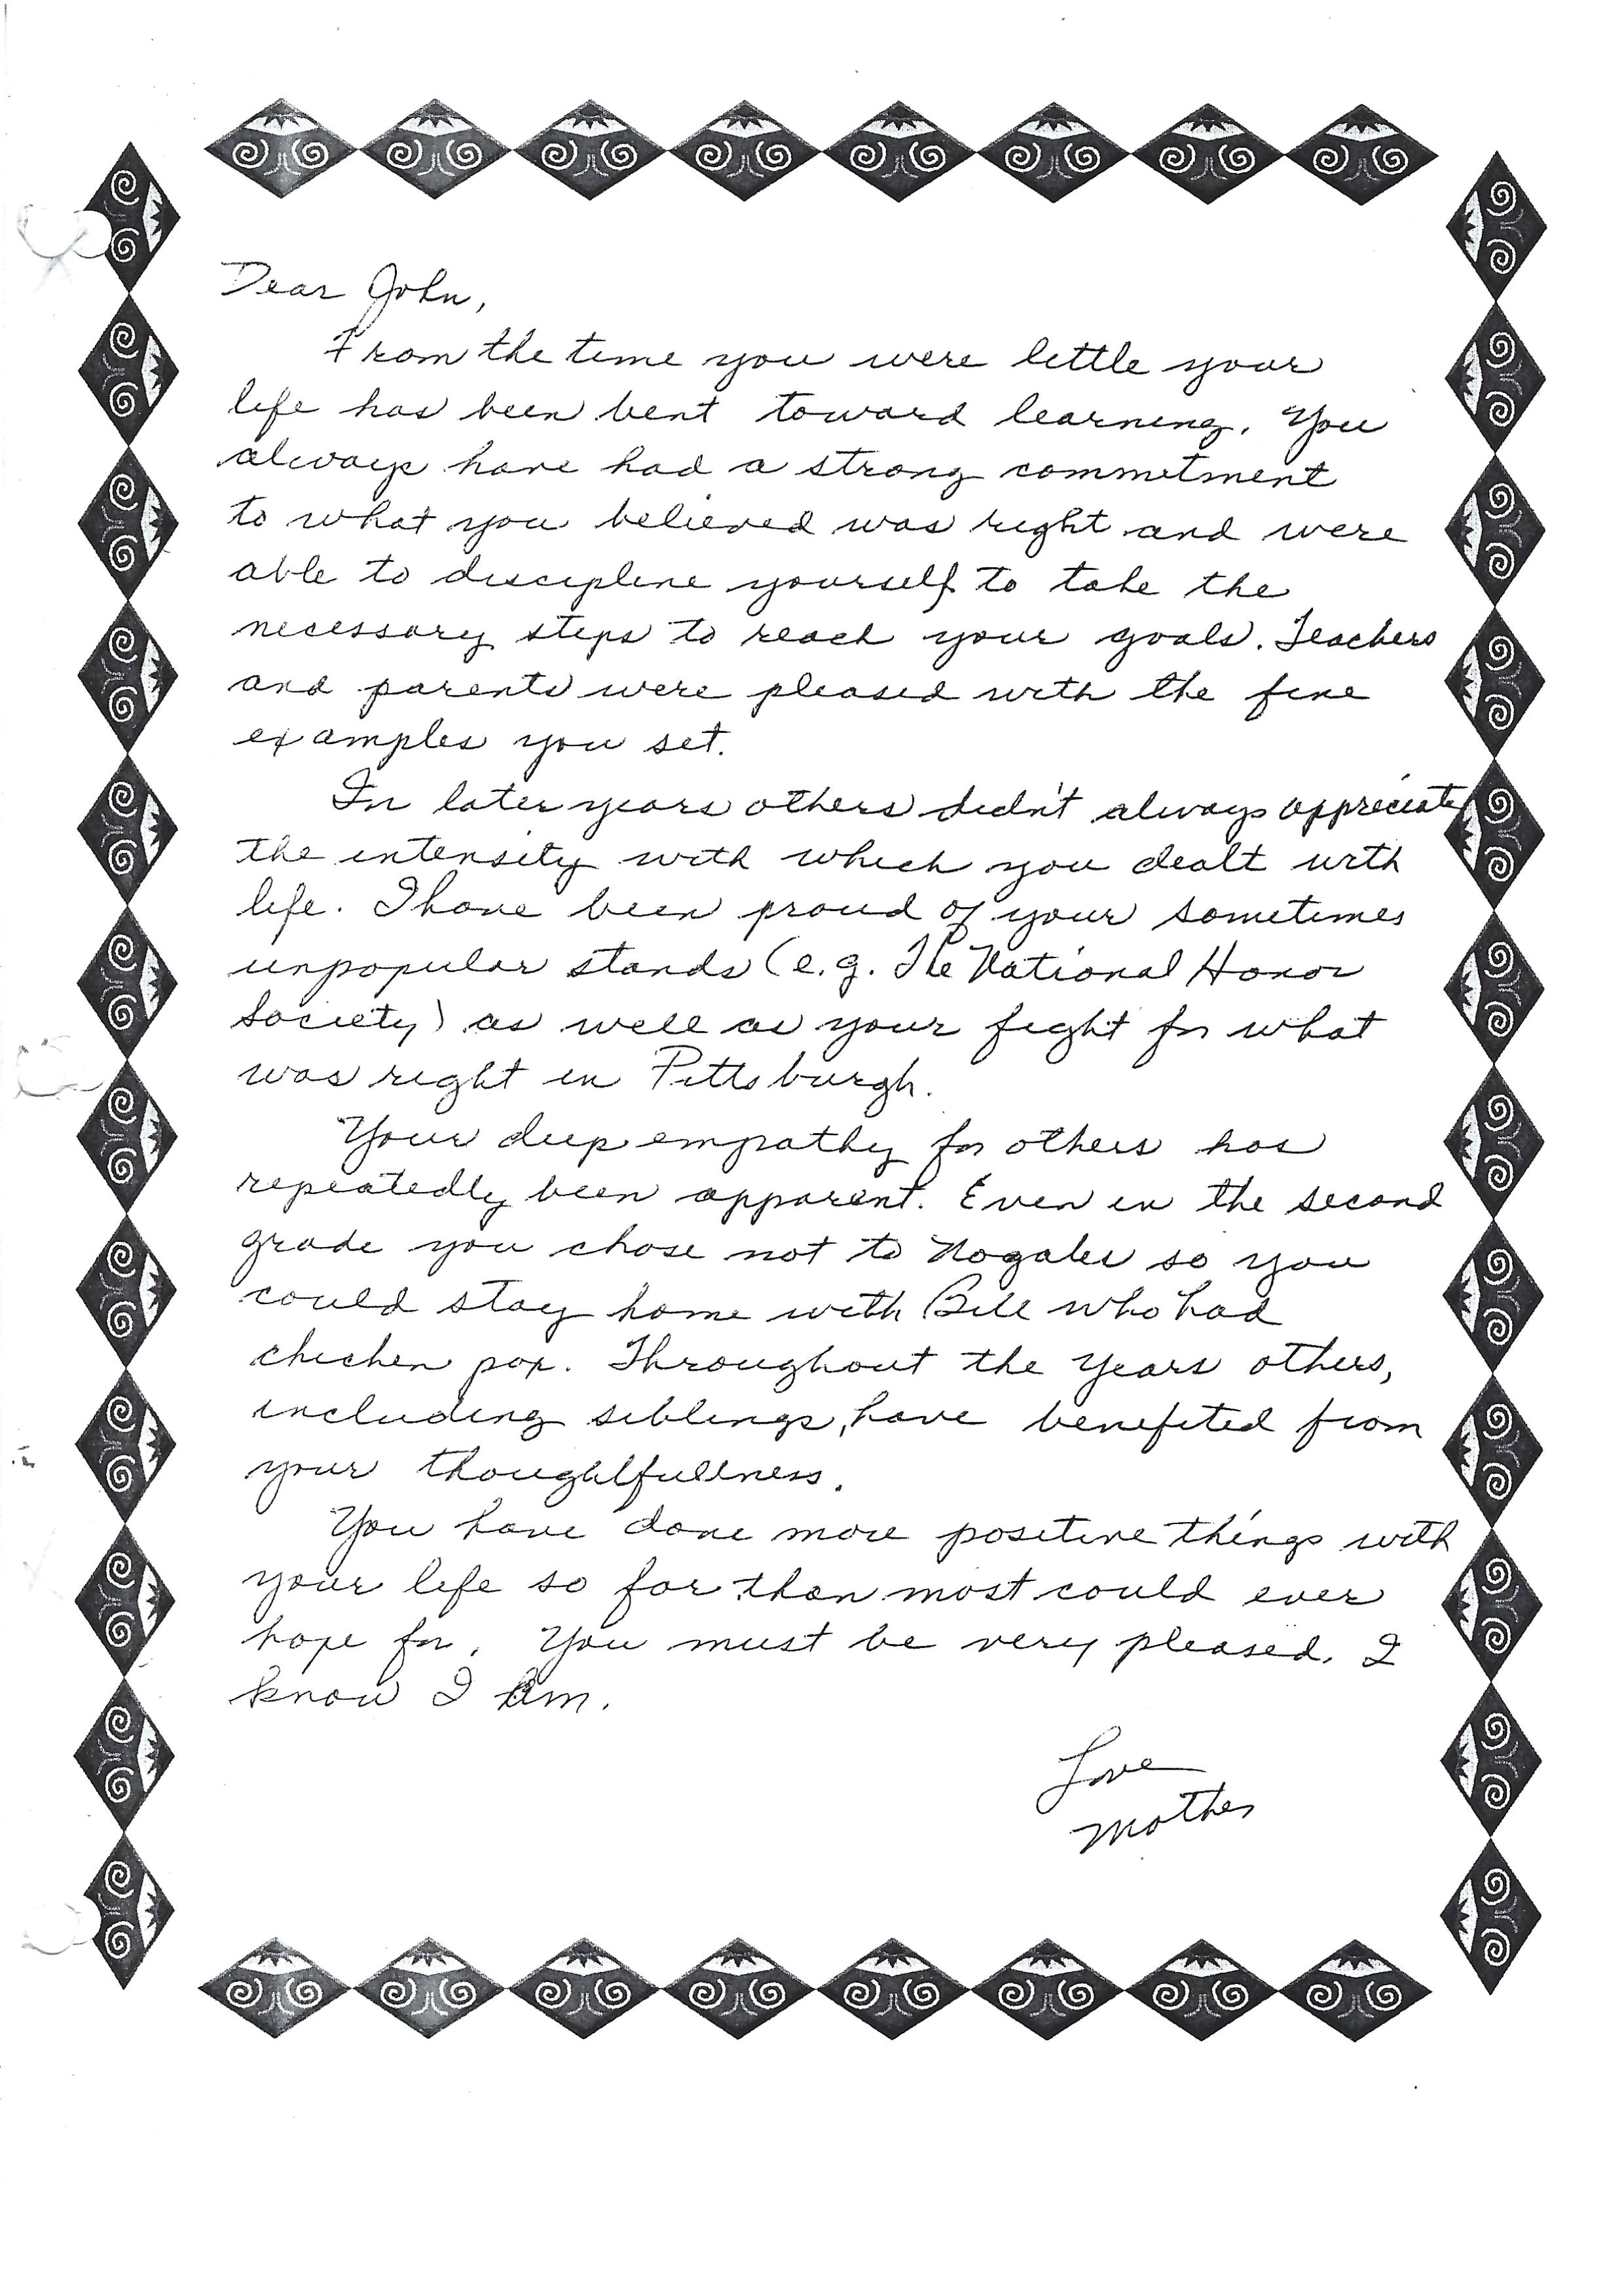 Dear John,
From the time you were little your
life has been bent toward learning. You
always have had a strong commitment
to what you believed was right and were
able to discipline yourself to take the
necessary steps to reach your goals. Teachers
and parents were pleased with the fine
examples you set.
In later years others didn't always appreciate
the intensity with which you dealt with
life. I have been proud of your sometimes
unpopular stands (e.g. The National Honor
Society) as well as your fight for what
was right in Pittsburgh.
Your deep empathy for others has
repeatedly been apparent. Even in the second
grade you chose not to Nogales so you
could stay home with Bill who had
chicken pox. Throughout the years others,
including siblings, have benefited from
your thoughtfullness.
You have done more positive things with
your life so far than most could ever
hope for. You must be very pleased. I
know I am.
Love
Mother